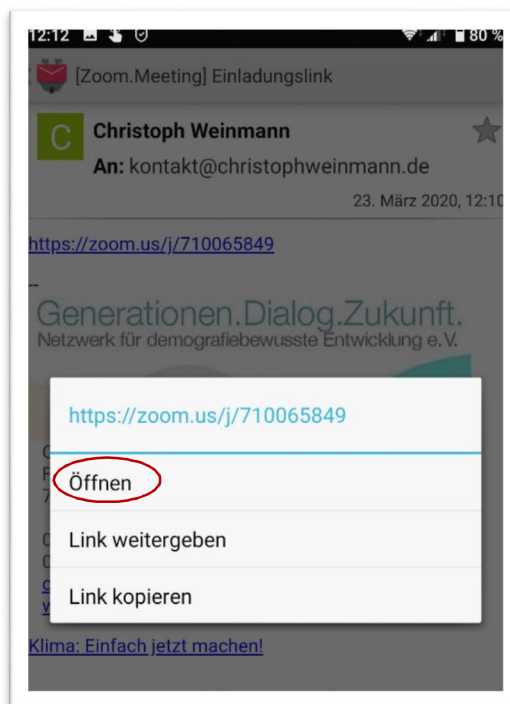 12:12 80 %
[Zoom.Meeting] Einladungslink
C Christoph Weinmann
An: kontakt@christophweinmann.de
23. März 2020, 12:10
https://zoom.us/j/710065849
--
Generationen.Dialog.Zukunft.
Netzwerk für demografiebewusste Entwicklung e.V.
https://zoom.us/j/710065849
Öffnen
Link weitergeben
Link kopieren
Klima: Einfach jetzt machen!